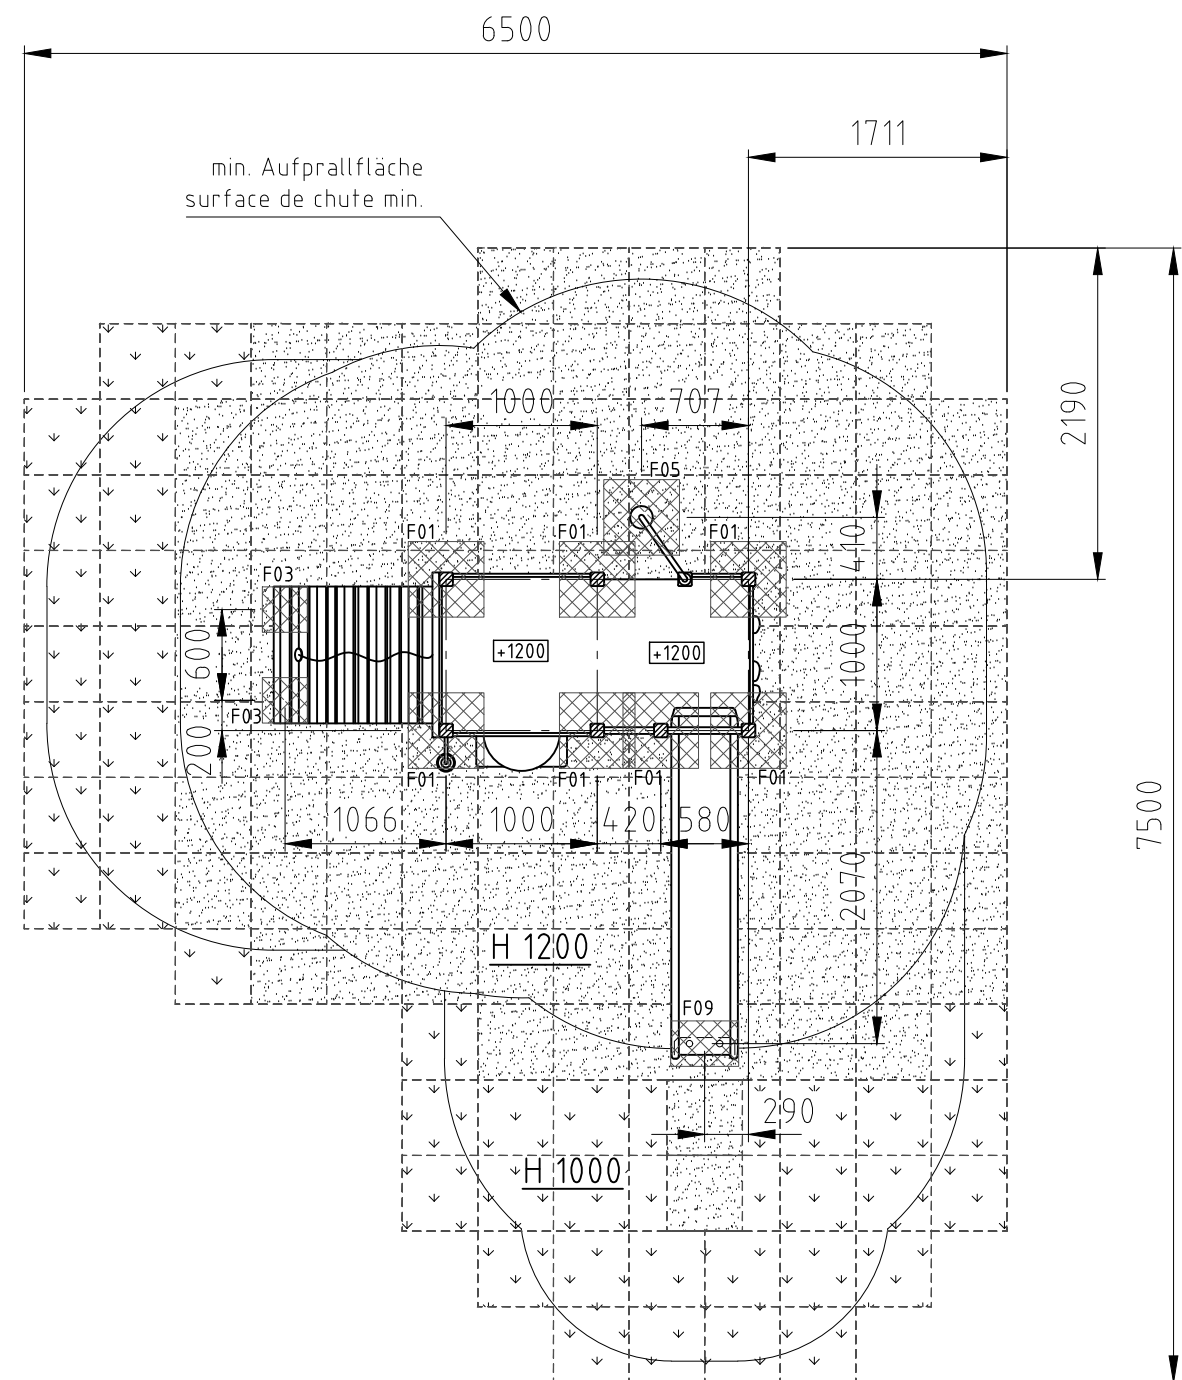 6500
1711
min. Aufprallfläche
surface de chute min.
2190
1000
707
F05
F01
F01
F01
410
F03
600
+1200
+1200
1000
F03
200
F01
F01
F01
F01
1066
1000
420
580
7500
2070
H 1200
F09
290
H 1000